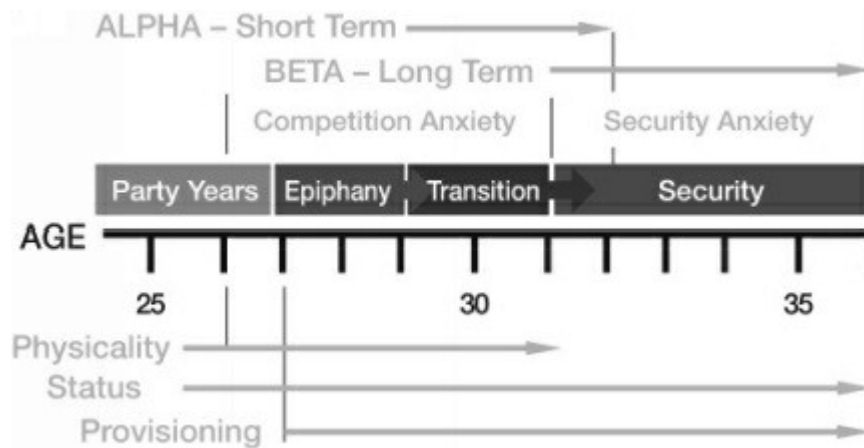 ALPHA – Short Term
BETA – Long Term
Competition Anxiety Security Anxiety
Party Years Epiphany Transition Security
AGE
25 30 35
Physicality
Status
Provisioning